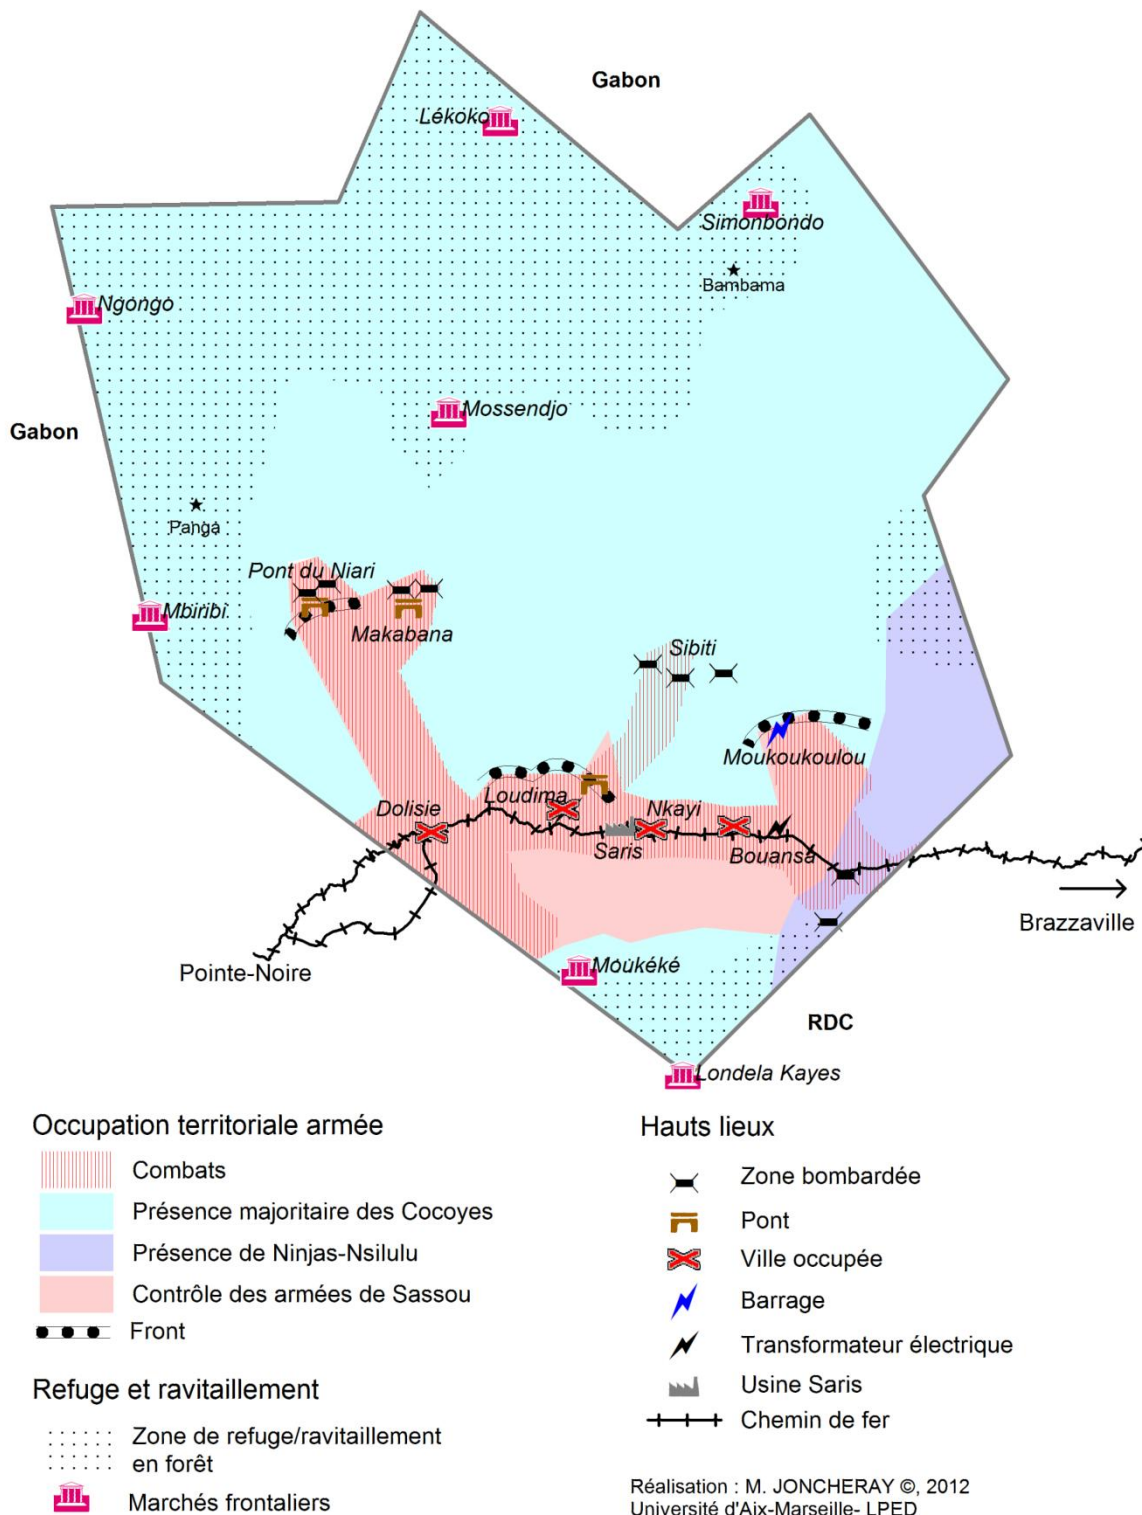 Gabon
Lékoko
Simonbondo
Bambama
Ngongo
Mossendjo
Gabon
Panga
Pont du Niari
Mbiribi
Makabana
Sibiti
Moukoukoulou
Loudima
Dolisie
Nkayi
Saris
Bouansa
Brazzaville
Pointe-Noire
Moukéké
RDC
Londela Kayes
Occupation territoriale armée
Combats
Présence majoritaire des Cocoyes
Présence de Ninjas-Nsilulu
Contrôle des armées de Sassou
Front
Refuge et ravitaillement
Zone de refuge/ravitaillement
en forêt
Marchés frontaliers
Hauts lieux
Zone bombardée
Pont
Ville occupée
Barrage
Transformateur électrique
Usine Saris
Chemin de fer
Réalisation : M. JONCHERAY ©, 2012
Université d'Aix-Marseille- LPED